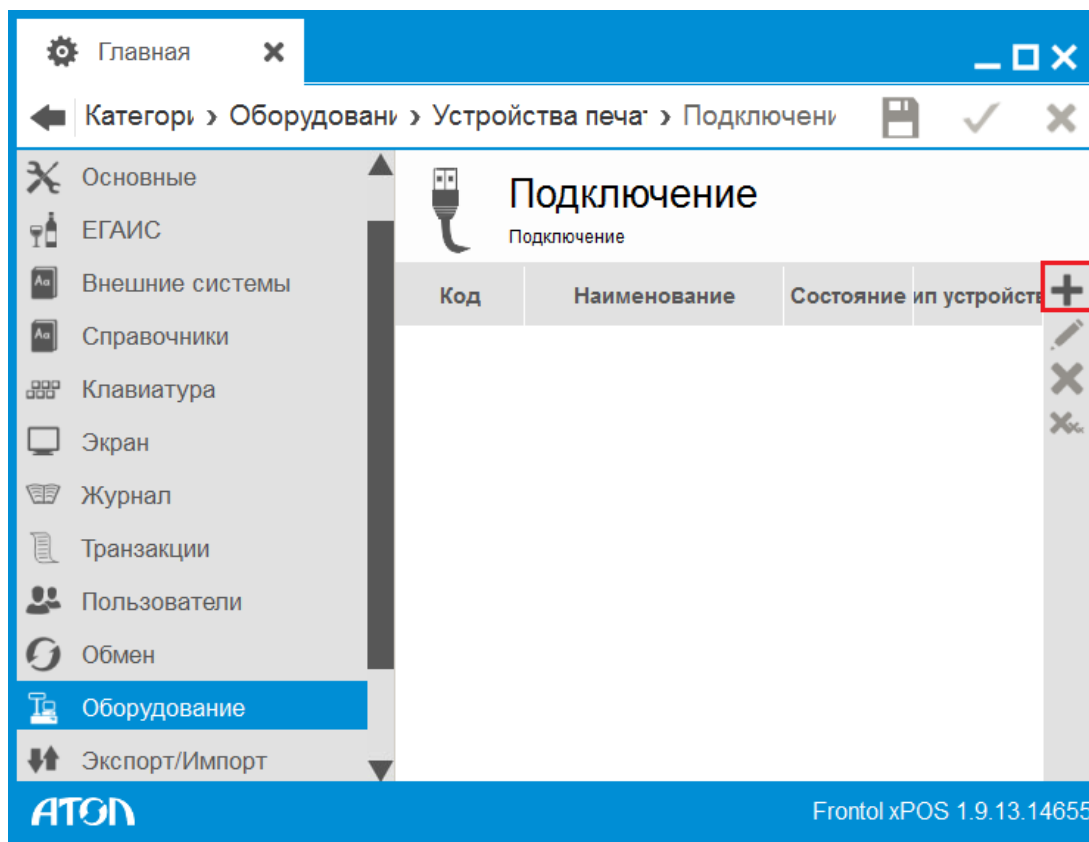 Главная
Категори › Оборудовани › Устройства печат › Подключени
Основные
ЕГАИС
Внешние системы
Справочники
Клавиатура
Экран
Журнал
Транзакции
Пользователи
Обмен
Оборудование
Экспорт/Импорт
Подключение
Подключение
Код Наименование Состояние ип устройств
АТОЛ Frontol xPOS 1.9.13.14655